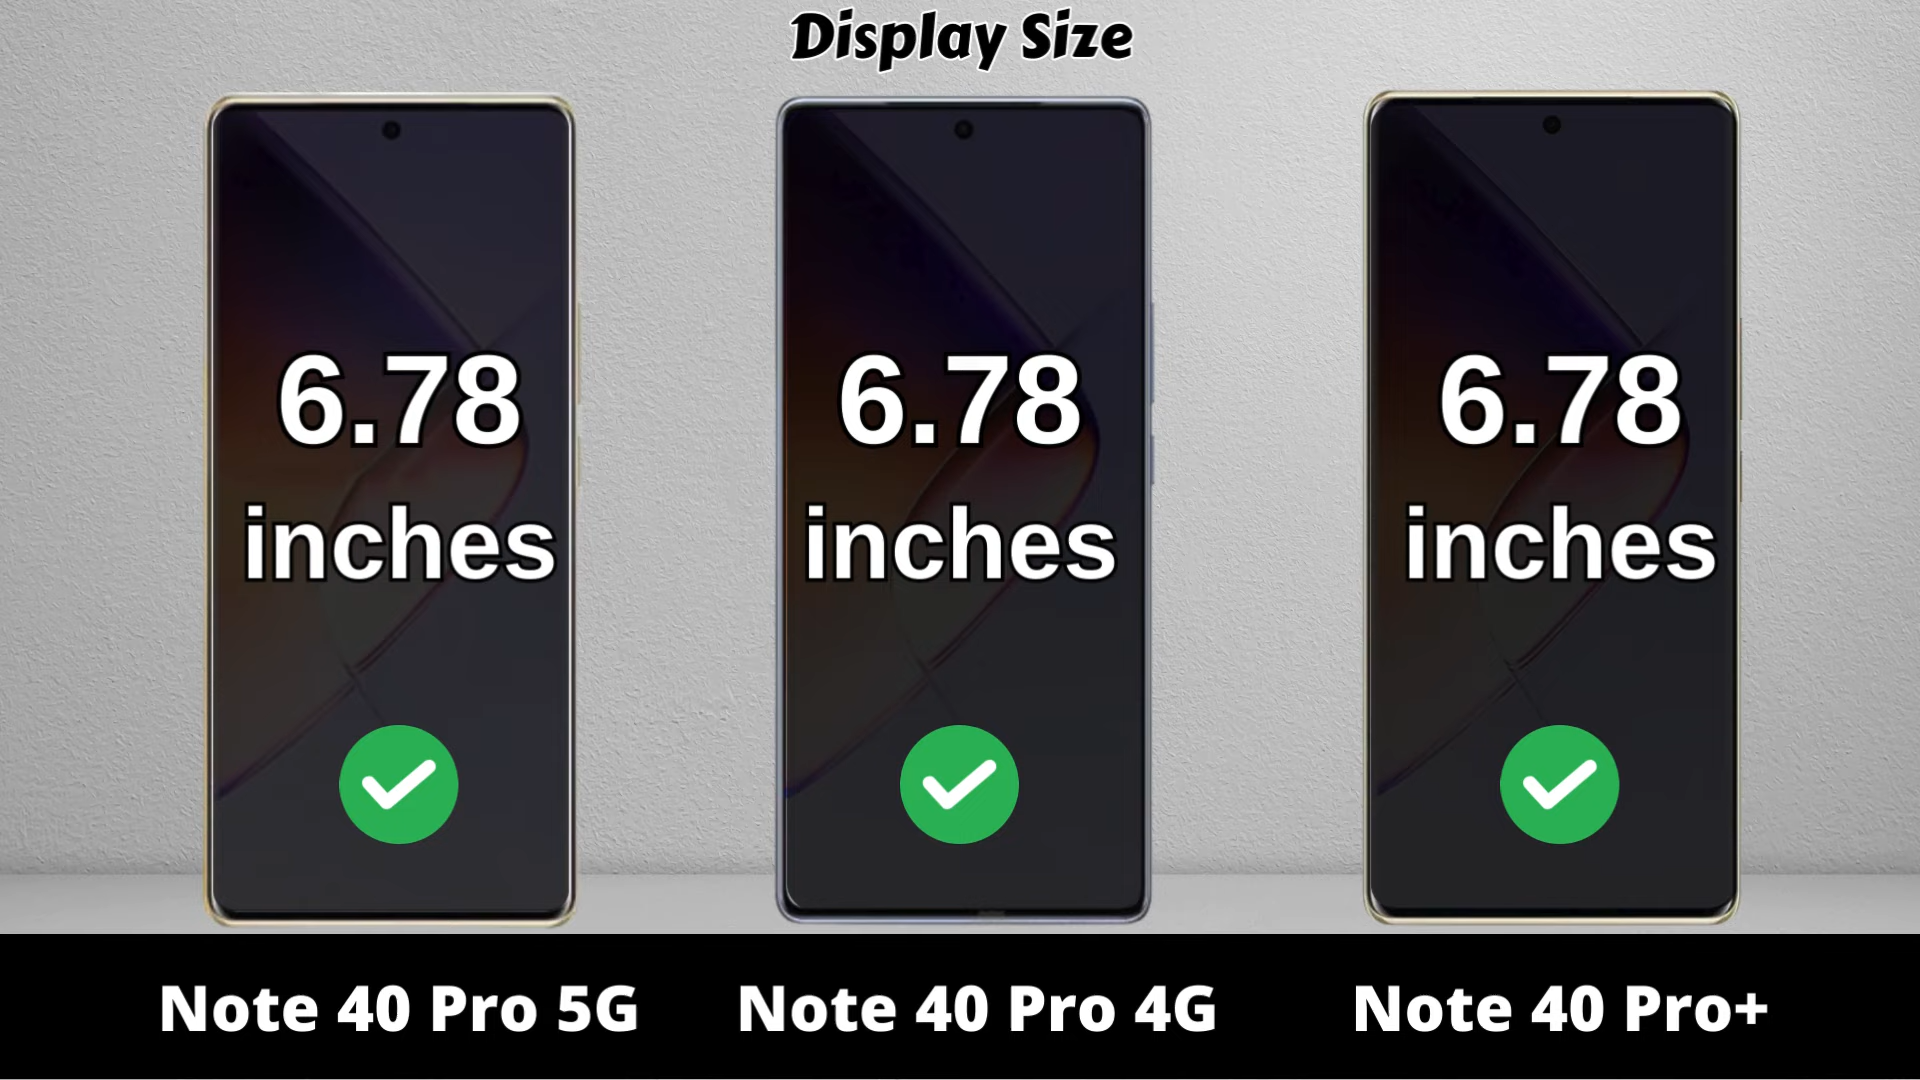 Display Size
6.78
inches
6.78
inches
6.78
inches
Note 40 Pro 5G
Note 40 Pro 4G
Note 40 Pro+